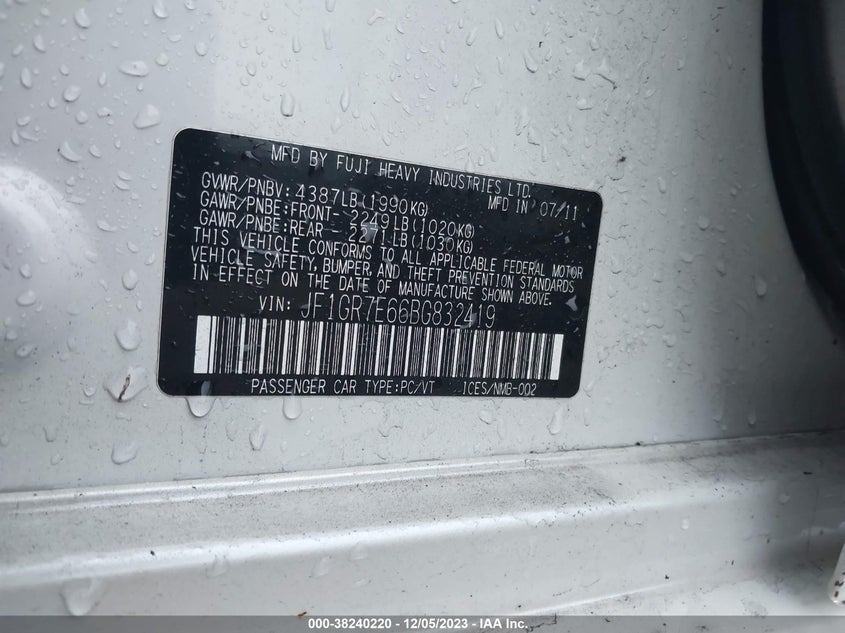 MFD BY FUJI HEAVY INDUSTRIES LTD.
GVWR/PNBV: 4387LB(1990KG) MFD IN 07/11
GAWR/PNBE:FRONT- 2249LB(1020KG)
GAWR/PNBE:REAR - 2271LB(1030KG)
THIS VEHICLE CONFORMS TO ALL APPLICABLE FEDERAL MOTOR
VEHICLE SAFETY, BUMPER, AND THEFT PREVENTION STANDARDS
IN EFFECT ON THE DATE OF MANUFACTURE SHOWN ABOVE.
VIN: JF1GR7E66BG832419
PASSENGER CAR TYPE:PC/VT ICES/NMB-002
000-38240220 - 12/05/2023 - IAA Inc.